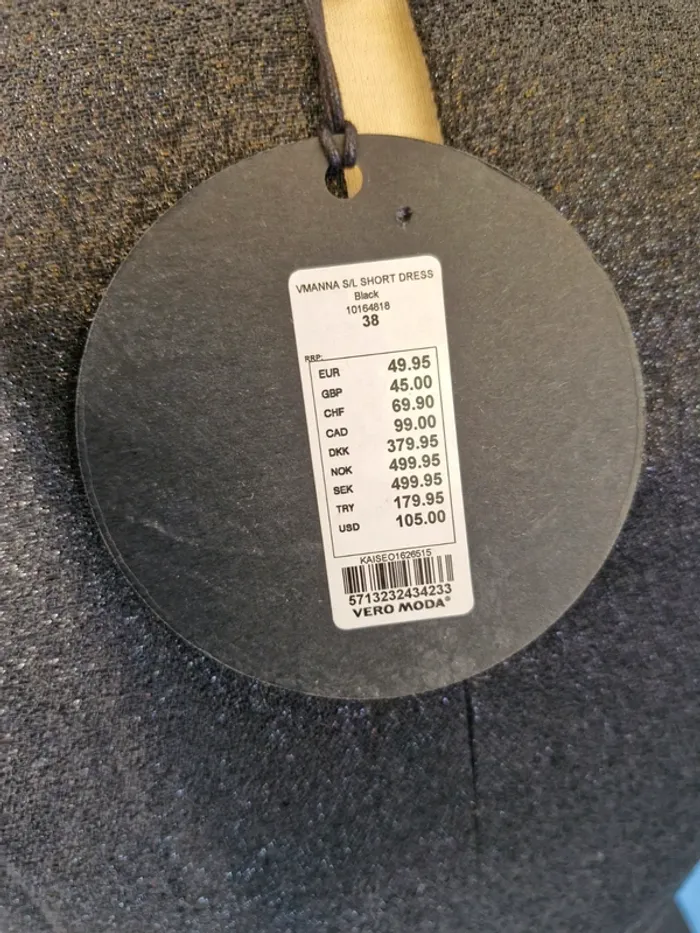 VMANNA S/L SHORT DRESS
Black
10164818
38
RRP:
EUR 49.95
GBP 45.00
CHF 69.90
CAD 99.00
DKK 379.95
NOK 499.95
SEK 499.95
TRY 179.95
USD 105.00
KAISEO1626515
5713232434233
VERO MODA®